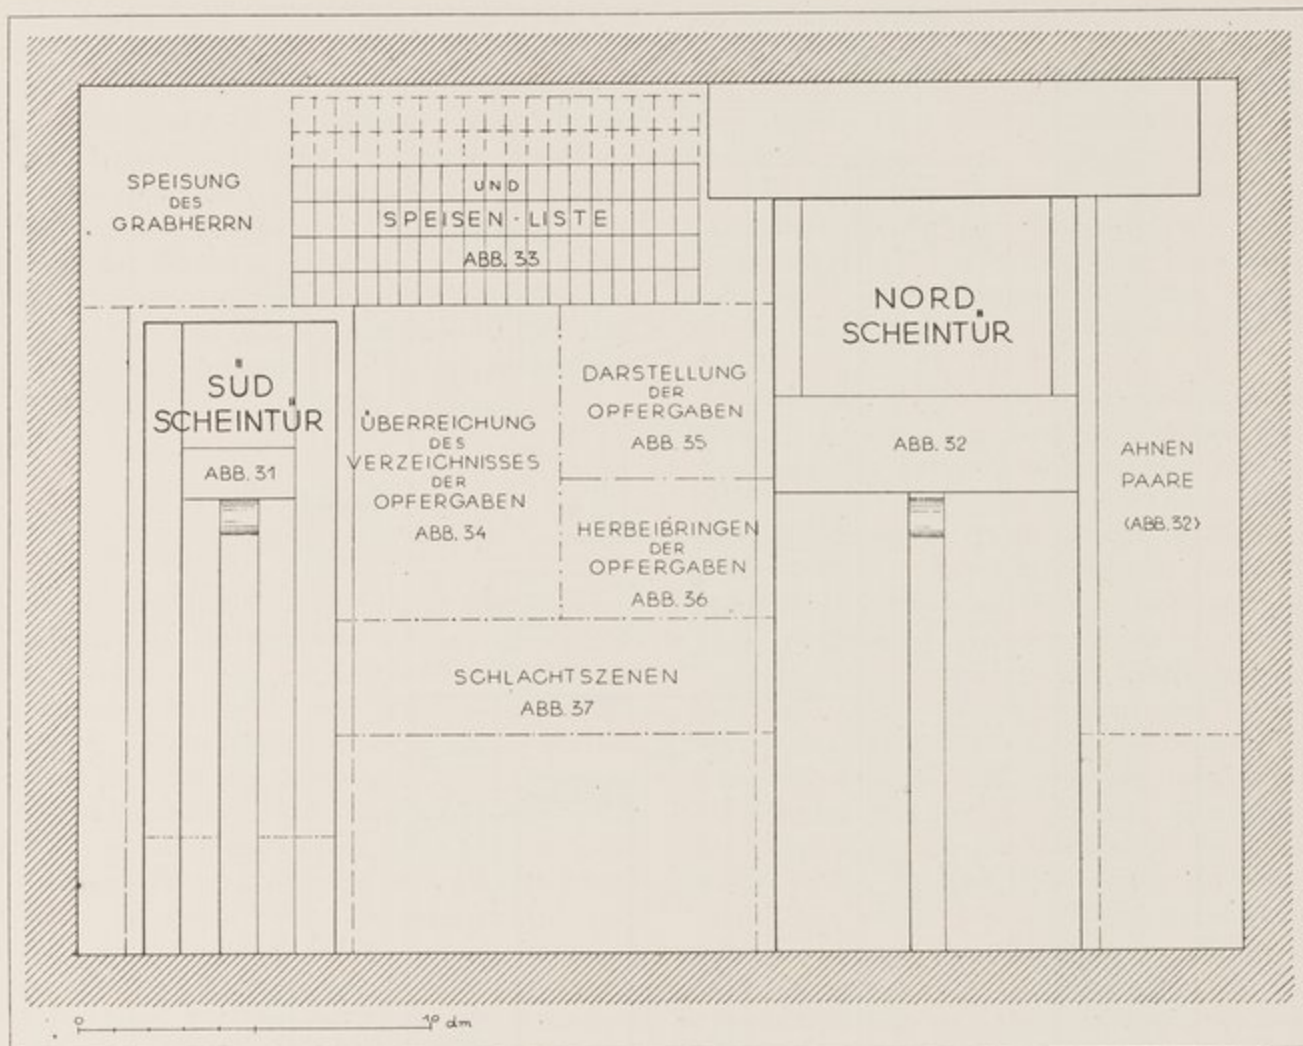 SPEISUNG
DES
GRABHERRN
UND
SPEISEN-LISTE
ABB. 33
NORD
SCHEINTÜR
ABB. 32
SÜD
SCHEINTÜR
ABB. 31
ÜBERREICHUNG
DES
VERZEICHNISSES
DER
OPFERGABEN
ABB. 34
DARSTELLUNG
DER
OPFERGABEN
ABB. 35
HERBEIBRINGEN
DER
OPFERGABEN
ABB. 36
AHNEN
PAARE
(ABB. 32)
SCHLACHTSZENEN
ABB. 37
0 10 dm